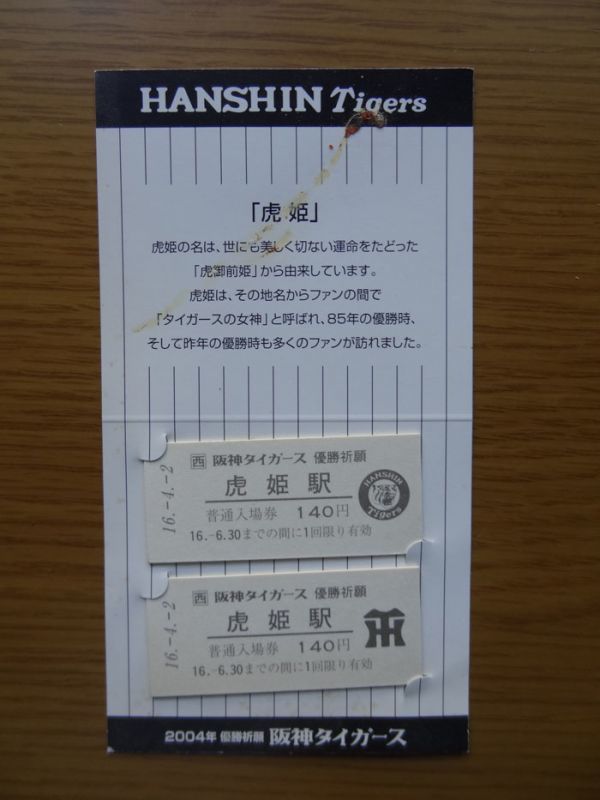 HANSHIN Tigers
「虎姫」
虎姫の名は、世にも美しく切ない運命をたどった
「虎御前姫」から由来しています。
虎姫は、その地名からファンの間で
「タイガースの女神」と呼ばれ、85年の優勝時、
そして昨年の優勝時も多くのファンが訪れました。
西 阪神タイガース 優勝祈願
虎姫駅
普通入場券 140円
16.-6.30までの間に1回限り有効
16.-4.-2
HANSHIN Tigers
西 阪神タイガース 優勝祈願
虎姫駅
普通入場券 140円
16.-6.30までの間に1回限り有効
16.-4.-2
2004年 優勝祈願 阪神タイガース